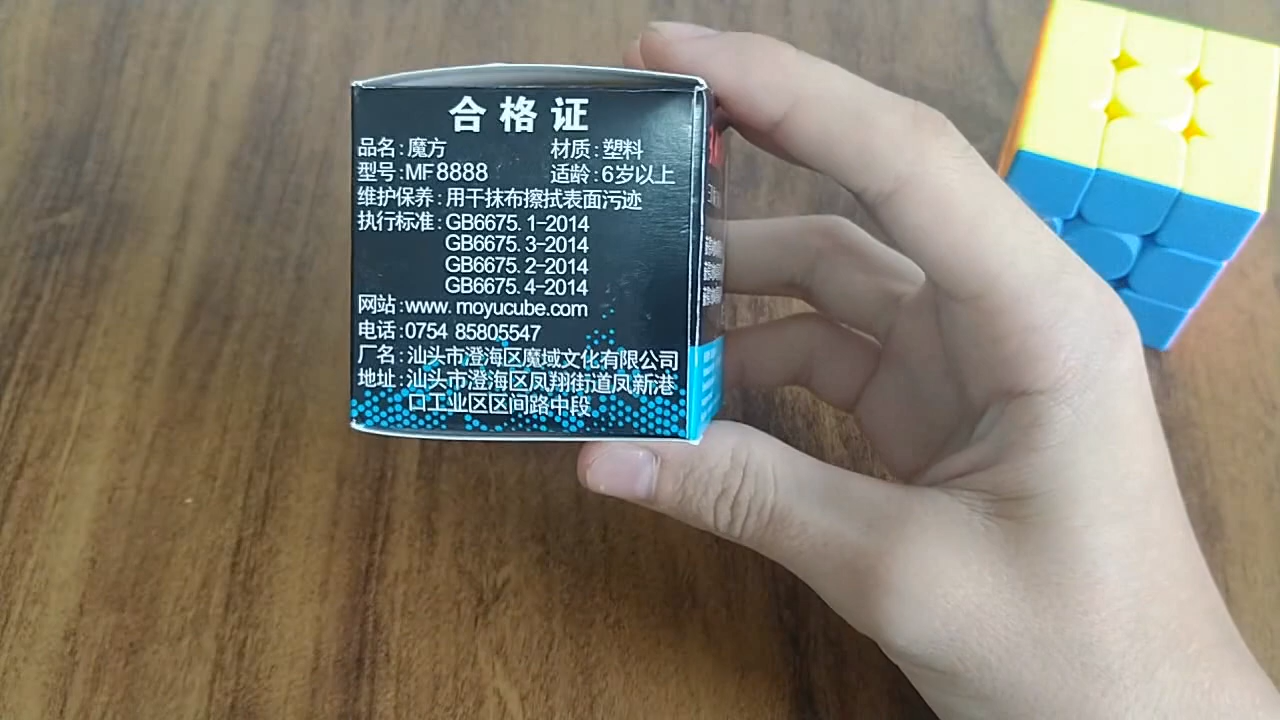 合格证
品名:魔方 材质:塑料
型号:MF8888 适龄:6岁以上
维护保养:用干抹布擦拭表面污迹
执行标准:GB6675.1-2014
GB6675.3-2014
GB6675.2-2014
GB6675.4-2014
网站:www.moyucube.com
电话:0754 85805547
厂名:汕头市澄海区魔域文化有限公司
地址:汕头市澄海区凤翔街道凤新港
口工业区区间路中段